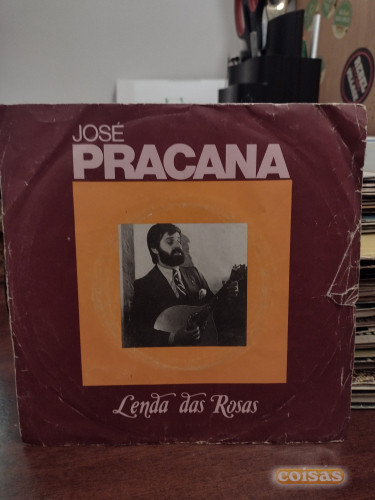 JOSÉ
PRACANA
Lenda das Rosas
coisas